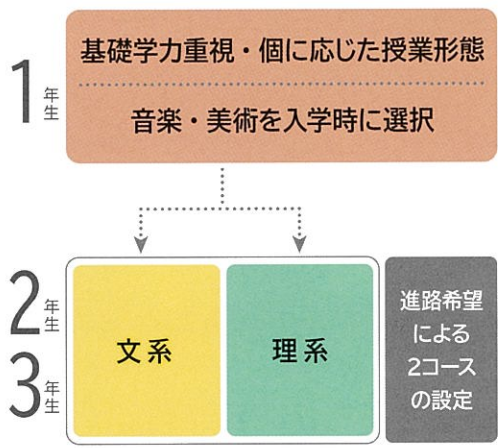 1年生
基礎学力重視・個に応じた授業形態
音楽・美術を入学時に選択
2年生
3年生
文系
理系
進路希望
による
2コース
の設定